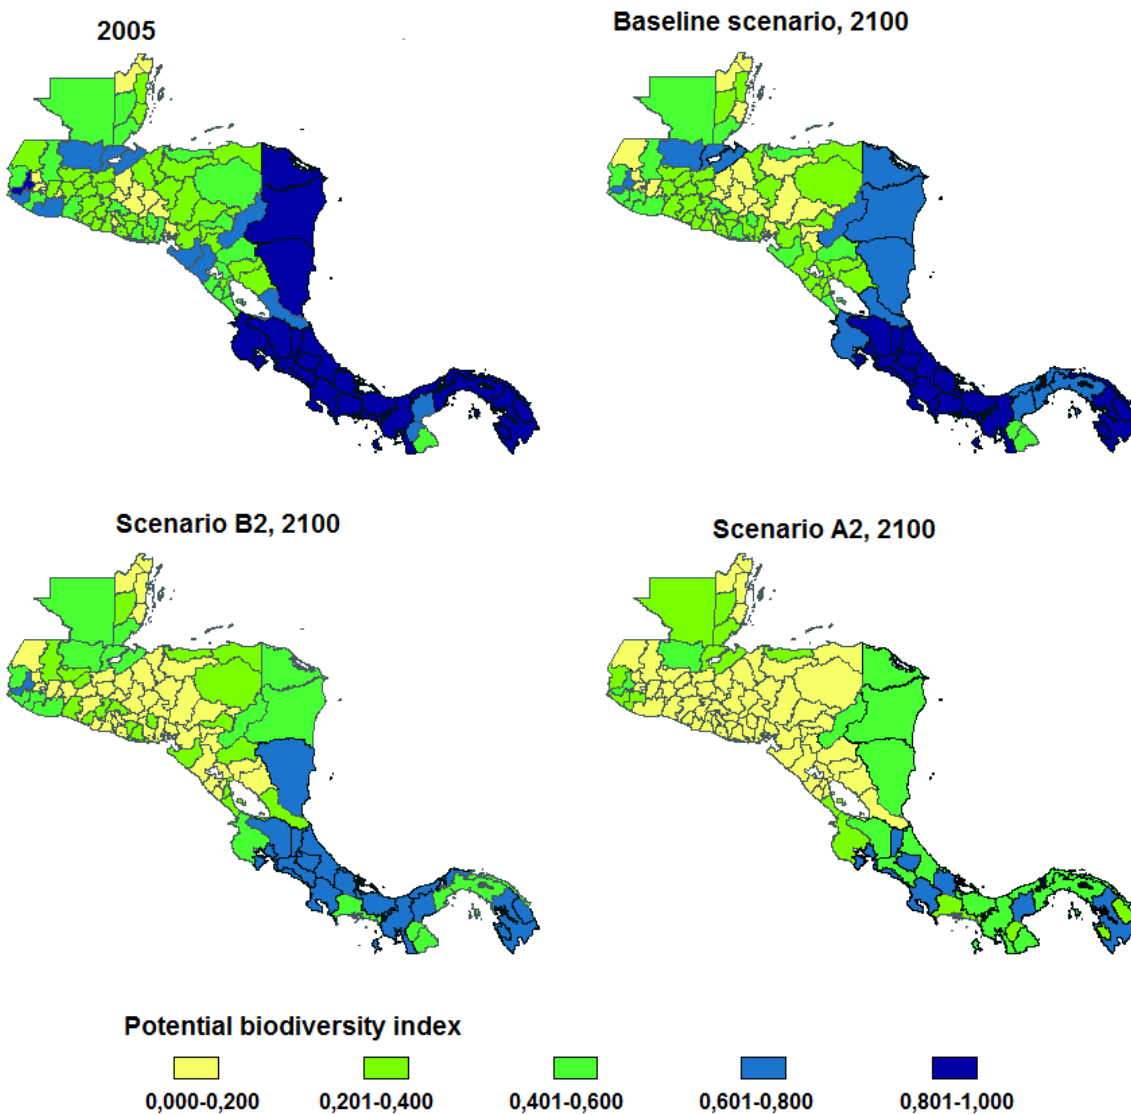 2005
Baseline scenario, 2100
Scenario B2, 2100
Scenario A2, 2100
Potential biodiversity index
0,000-0,200
0,201-0,400
0,401-0,600
0,601-0,800
0,801-1,000